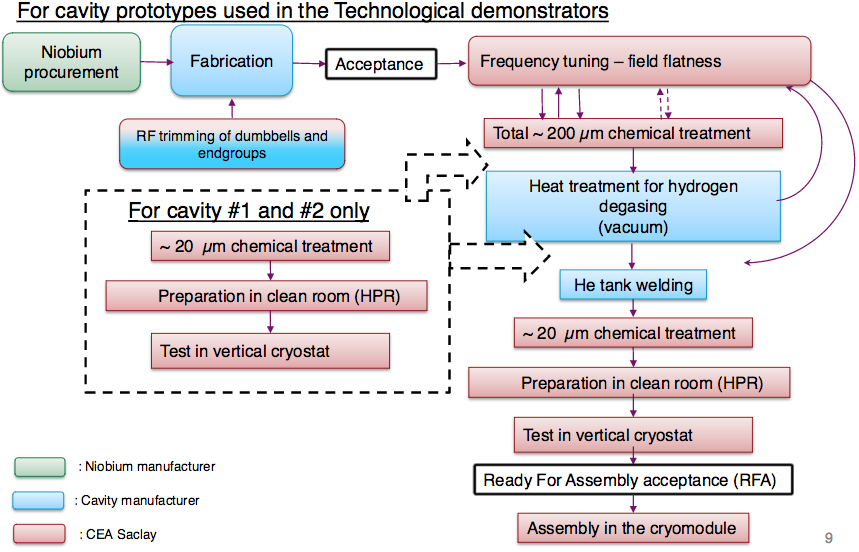 For cavity prototypes used in the Technological demonstrators
Niobium
procurement
Fabrication
Acceptance
Frequency tuning – field flatness
RF trimming of dumbbells and
endgroups
Total ~ 200 µm chemical treatment
Heat treatment for hydrogen
degasing
(vacuum)
For cavity #1 and #2 only
~ 20 µm chemical treatment
Preparation in clean room (HPR)
Test in vertical cryostat
He tank welding
~ 20 µm chemical treatment
Preparation in clean room (HPR)
Test in vertical cryostat
Ready For Assembly acceptance (RFA)
Assembly in the cryomodule
: Niobium manufacturer
: Cavity manufacturer
: CEA Saclay
9